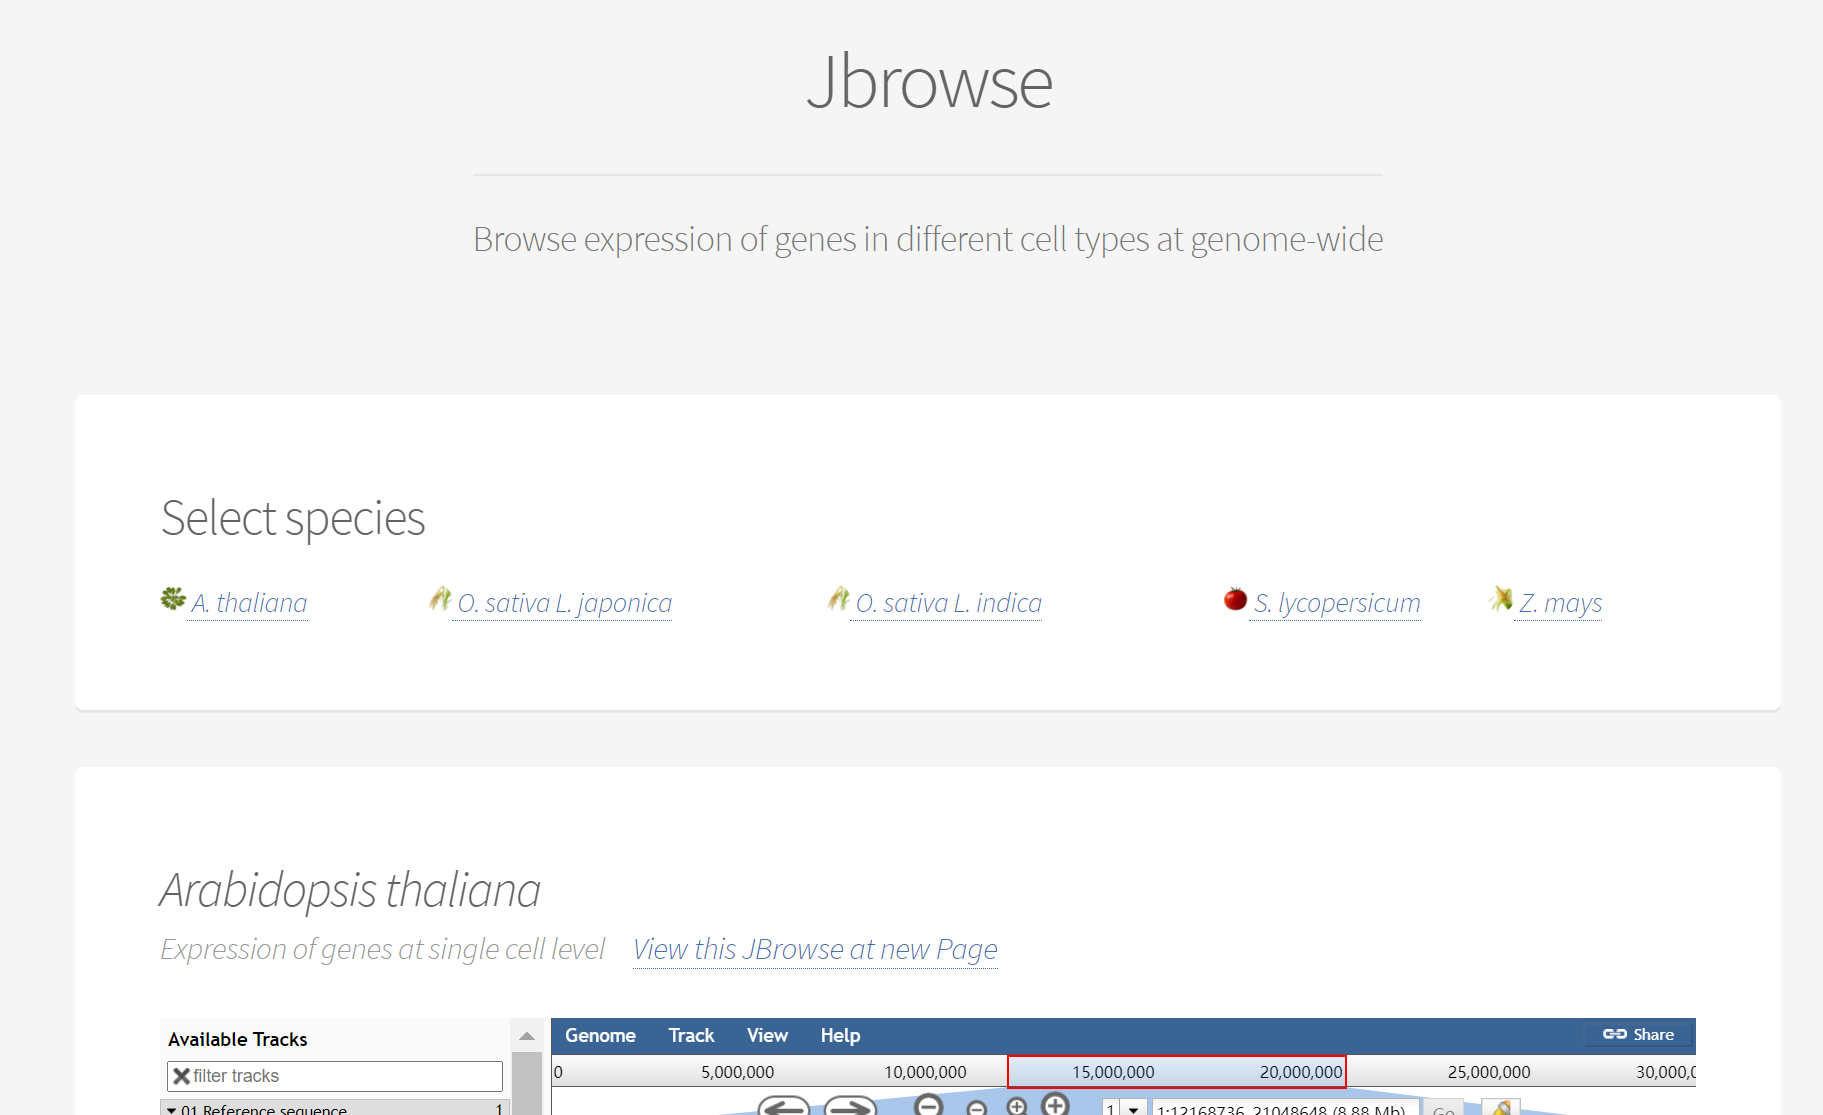 Jbrowse
Browse expression of genes in different cell types at genome-wide
Select species
A. thaliana O. sativa L. japonica O. sativa L. indica S. lycopersicum Z. mays
Arabidopsis thaliana
Expression of genes at single cell level View this JBrowse at new Page
Available Tracks
filter tracks
01 Reference sequence 1
Genome Track View Help Share
0 5,000,000 10,000,000 15,000,000 20,000,000 25,000,000 30,000,0
1 1:12168736..21048648 (8.88 Mb) Go